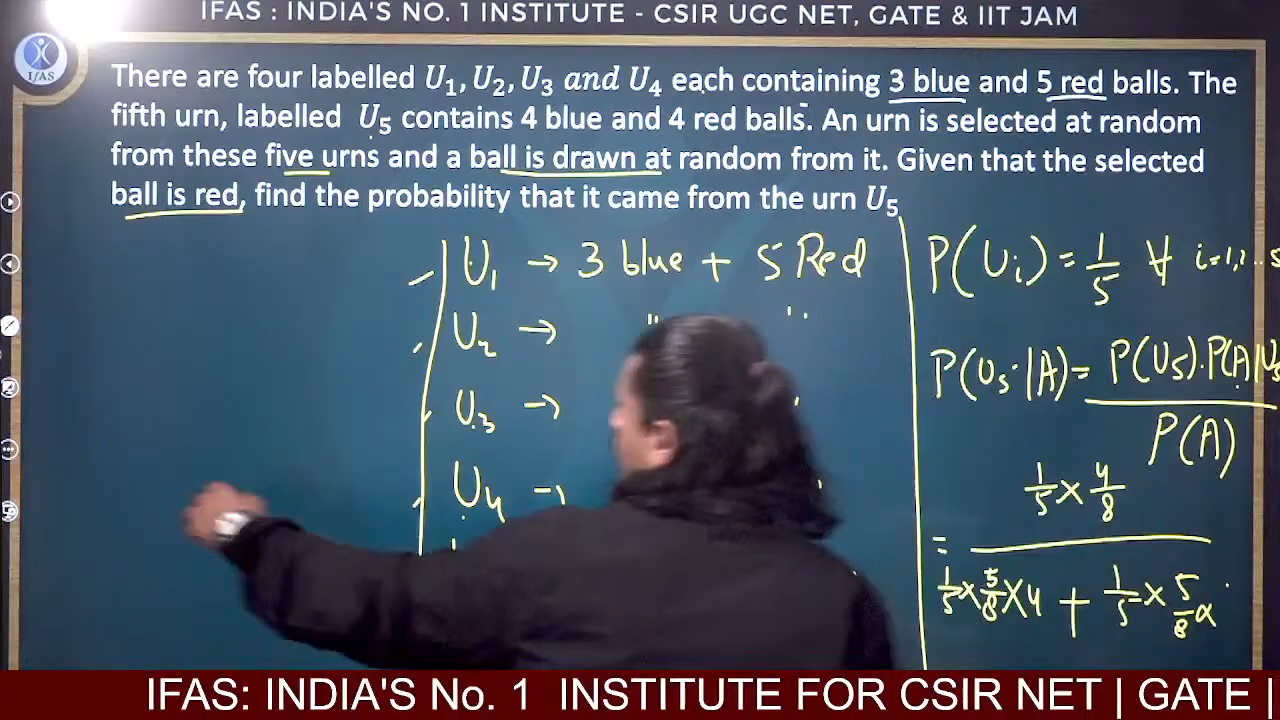 IFAS : INDIA'S NO. 1 INSTITUTE - CSIR UGC NET, GATE & IIT JAM
IFAS
There are four labelled U₁, U₂, U₃ and U₄ each containing 3 blue and 5 red balls. The
fifth urn, labelled U₅ contains 4 blue and 4 red balls. An urn is selected at random
from these five urns and a ball is drawn at random from it. Given that the selected
ball is red, find the probability that it came from the urn U₅
U₁ → 3 blue + 5 Red
U₂ → " "
U₃ →
U₄ →
P(Uᵢ) = 1/5 ∀ i=1,2..5
P(U₅|A) = P(U₅).P(A|U₅
P(A)
1/5 × 4/8
=
1/5 × 5/8 × 4 + 1/5 × 5/8
IFAS: INDIA'S No. 1 INSTITUTE FOR CSIR NET | GATE |